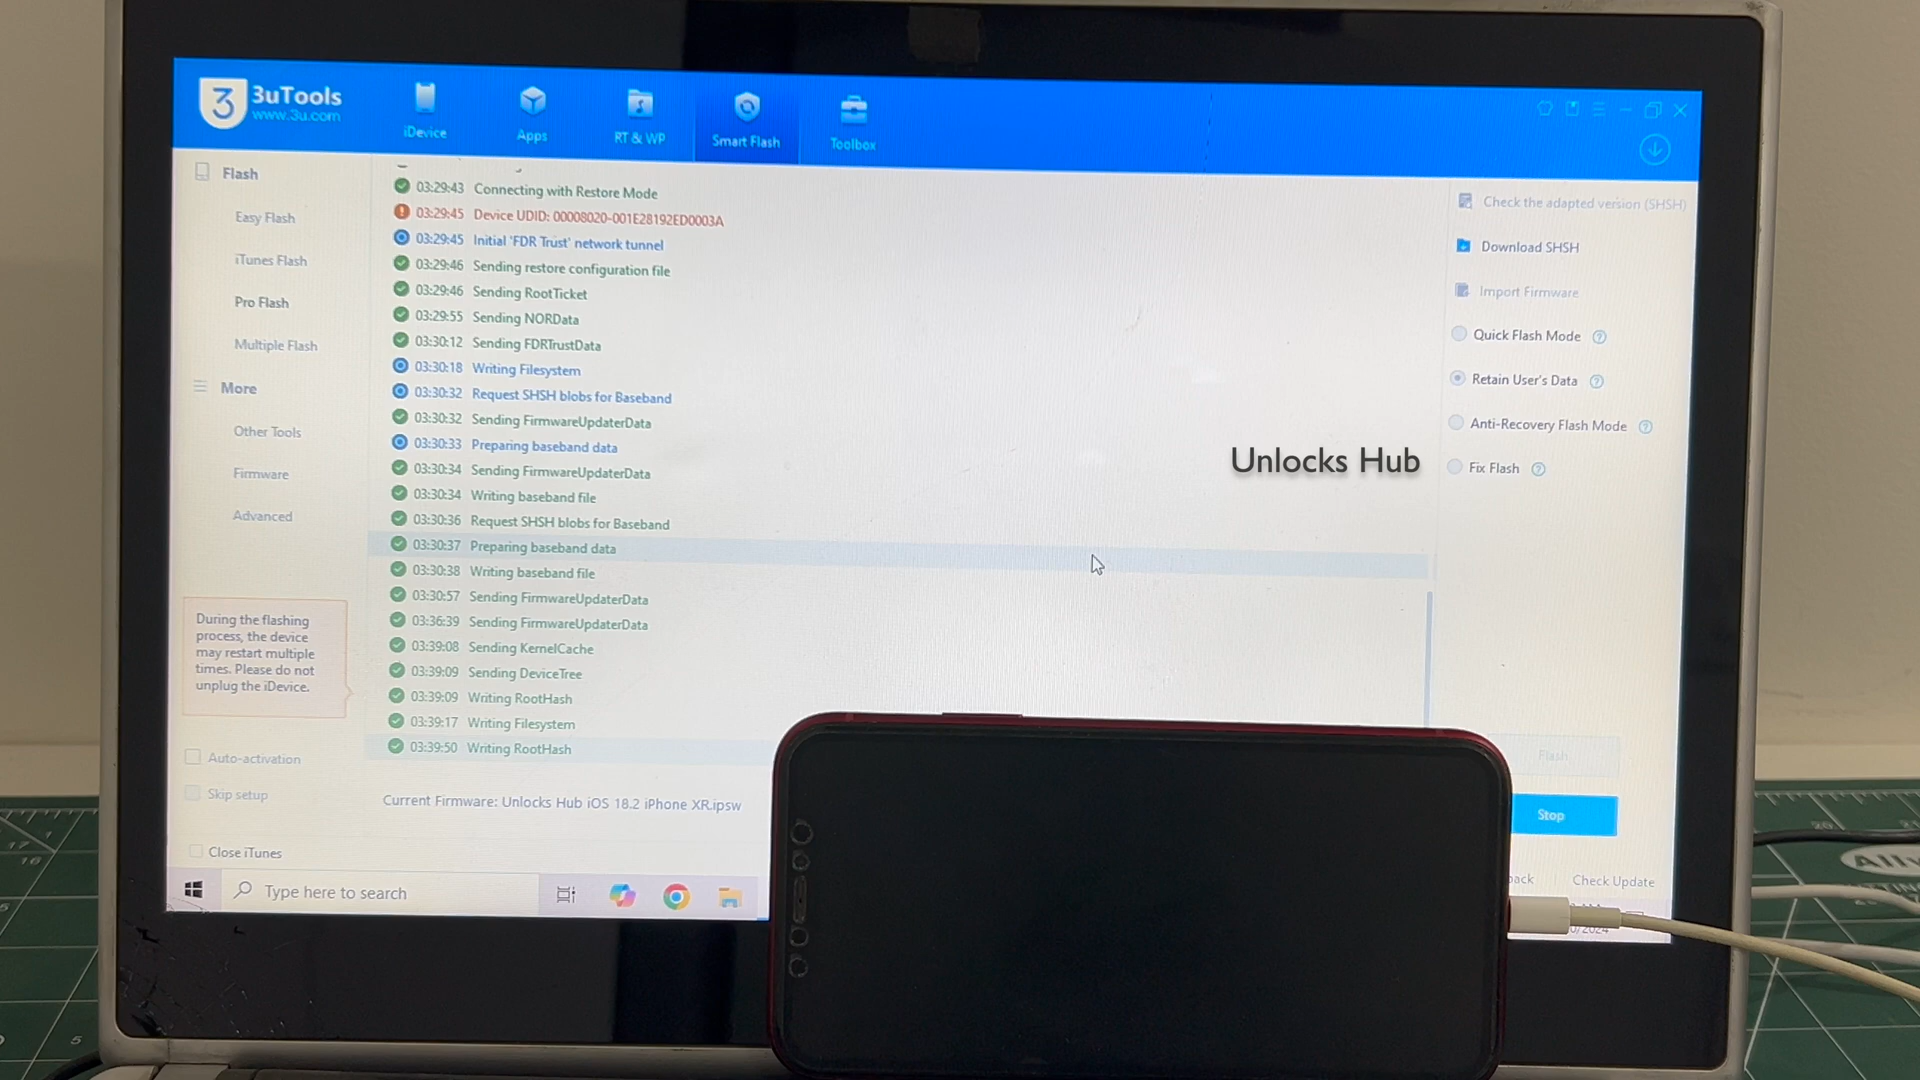 3 3uTools
www.3u.com
iDevice
Apps
RT & WP
Smart Flash
Toolbox
Flash
Easy Flash
iTunes Flash
Pro Flash
Multiple Flash
More
Other Tools
Firmware
Advanced
During the flashing
process, the device
may restart multiple
times. Please do not
unplug the iDevice.
Auto-activation
Skip setup
Close iTunes
03:29:43 Connecting with Restore Mode
03:29:45 Device UDID: 00008020-001E28192ED0003A
03:29:45 Initial 'FDR Trust' network tunnel
03:29:46 Sending restore configuration file
03:29:46 Sending RootTicket
03:29:55 Sending NORData
03:30:12 Sending FDRTrustData
03:30:18 Writing Filesystem
03:30:32 Request SHSH blobs for Baseband
03:30:32 Sending FirmwareUpdaterData
03:30:33 Preparing baseband data
03:30:34 Sending FirmwareUpdaterData
03:30:34 Writing baseband file
03:30:36 Request SHSH blobs for Baseband
03:30:37 Preparing baseband data
03:30:38 Writing baseband file
03:30:57 Sending FirmwareUpdaterData
03:36:39 Sending FirmwareUpdaterData
03:39:08 Sending KernelCache
03:39:09 Sending DeviceTree
03:39:09 Writing RootHash
03:39:17 Writing Filesystem
03:39:50 Writing RootHash
Current Firmware: Unlocks Hub iOS 18.2 iPhone XR.ipsw
Unlocks Hub
Check the adapted version (SHSH)
Download SHSH
Import Firmware
Quick Flash Mode
Retain User's Data
Anti-Recovery Flash Mode
Fix Flash
Flash
Stop
Check Update
Type here to search
17
16
5